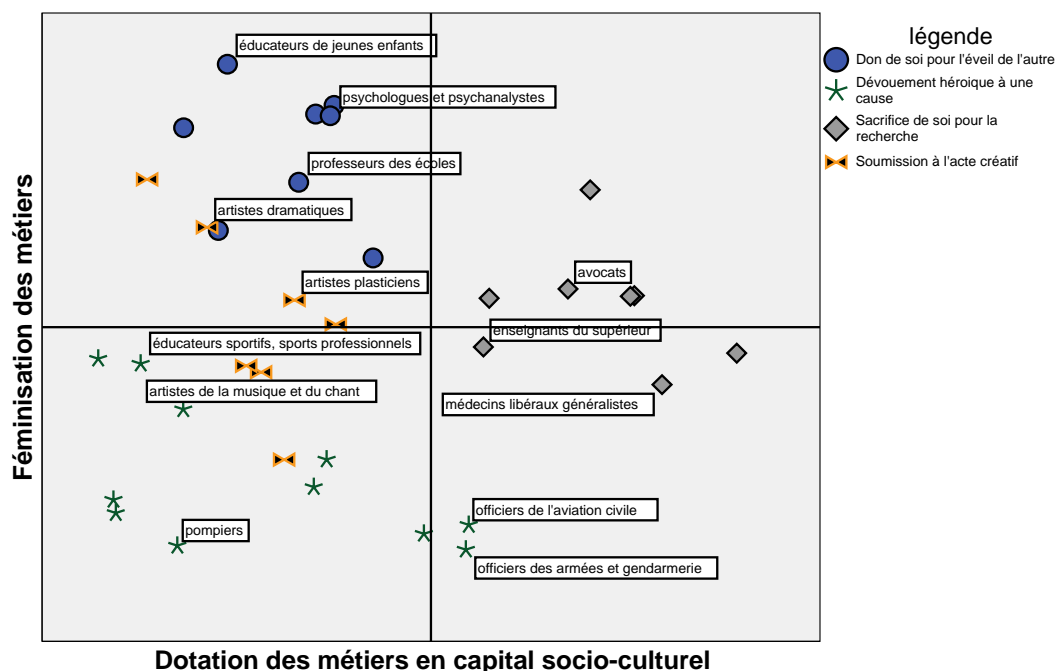 éducateurs de jeunes enfants
psychologues et psychanalystes
professeurs des écoles
artistes dramatiques
artistes plasticiens
avocats
enseignants du supérieur
éducateurs sportifs, sports professionnels
artistes de la musique et du chant
médecins libéraux généralistes
officiers de l'aviation civile
pompiers
officiers des armées et gendarmerie
Féminisation des métiers
Dotation des métiers en capital socio-culturel
légende
Don de soi pour l'éveil de l'autre
Dévouement héroique à une
cause
Sacrifice de soi pour la
recherche
Soumission à l'acte créatif